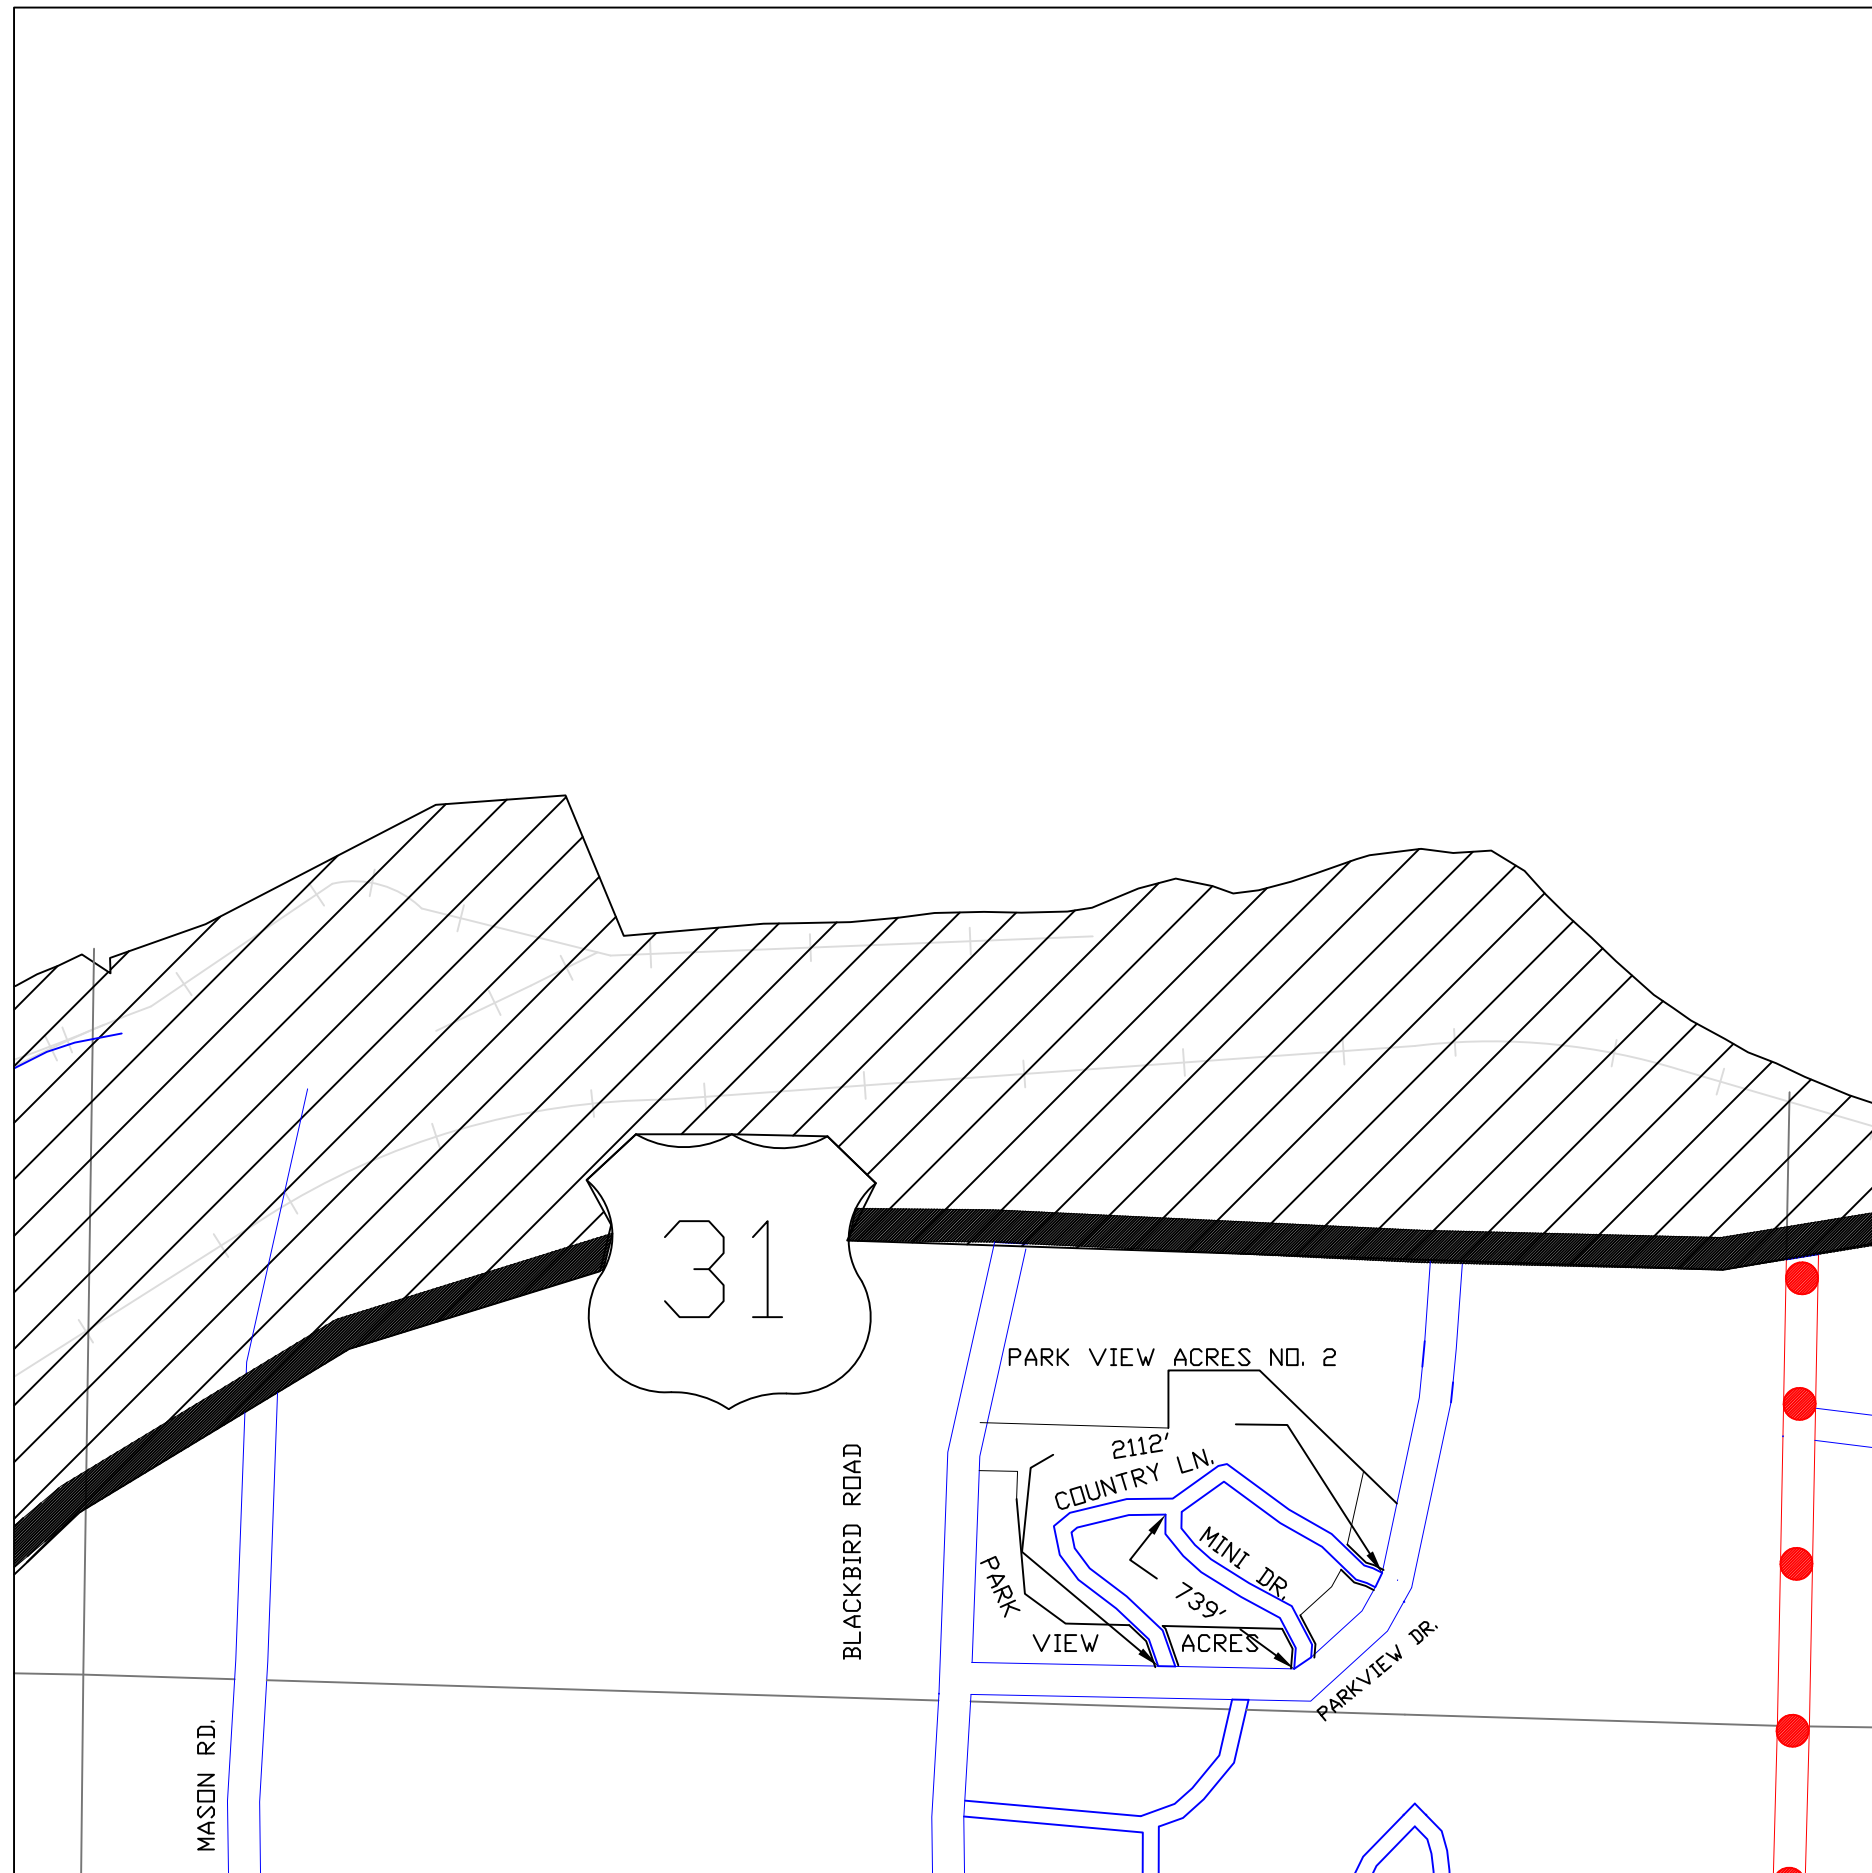 31
PARK VIEW ACRES NO. 2
2112'
COUNTRY LN.
MINI DR.
739'
PARK
VIEW ACRES
PARKVIEW DR.
BLACKBIRD ROAD
MASON RD.